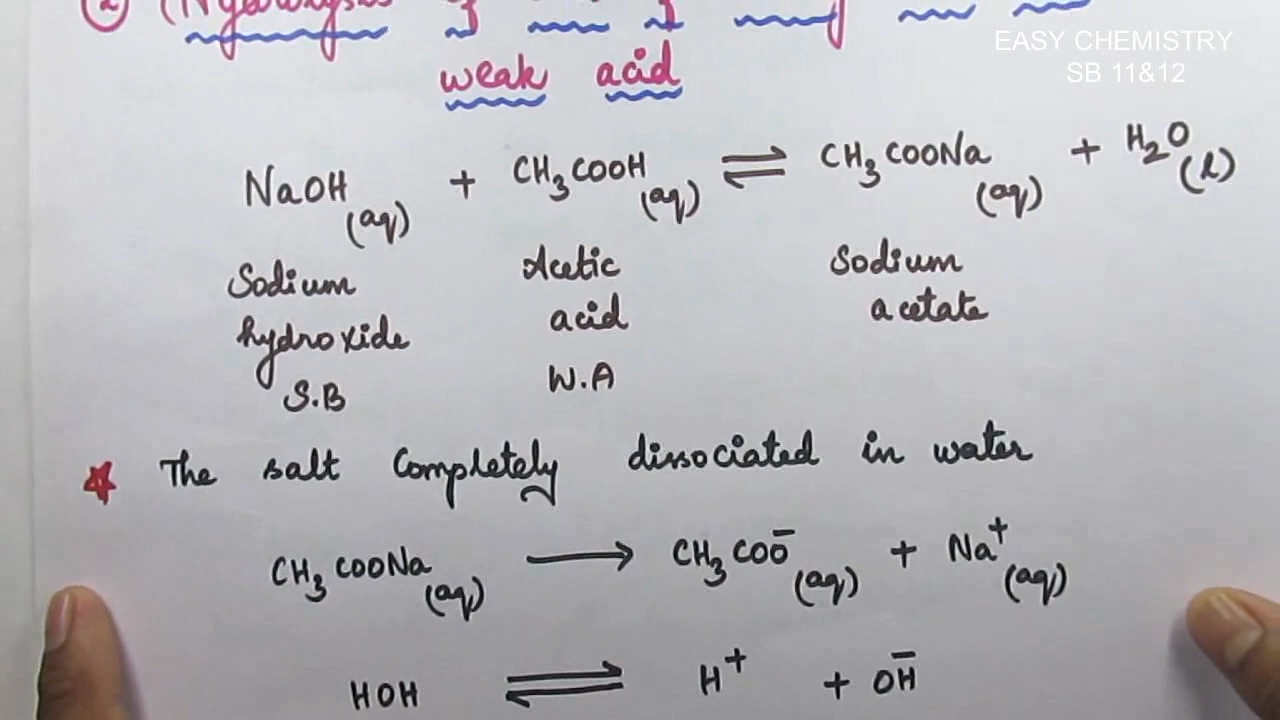 EASY CHEMISTRY
SB 11&12
weak acid
NaOH(aq) + CH₃COOH(aq) ⇌ CH₃COONa(aq) + H₂O(l)
Sodium hydroxide S.B
Acetic acid W.A
Sodium acetate
The salt completely dissociated in water
CH₃COONa(aq) ⟶ CH₃COO⁻(aq) + Na⁺(aq)
HOH ⇌ H⁺ + OH⁻